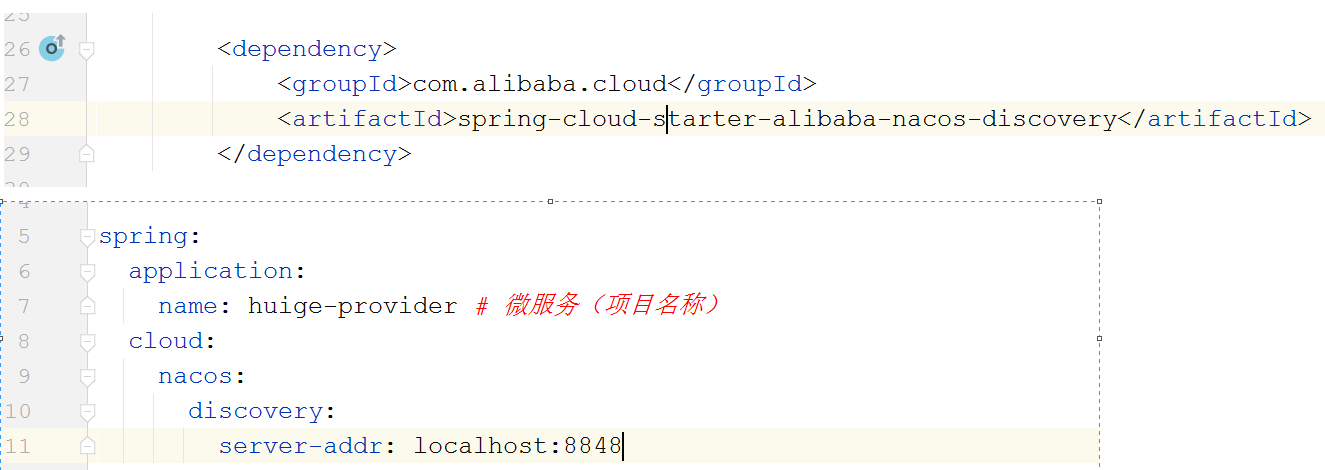 25
26 <dependency>
27 <groupId>com.alibaba.cloud</groupId>
28 <artifactId>spring-cloud-starter-alibaba-nacos-discovery</artifactId>
29 </dependency>
5 spring:
6 application:
7 name: huige-provider # 微服务（项目名称）
8 cloud:
9 nacos:
10 discovery:
11 server-addr: localhost:8848